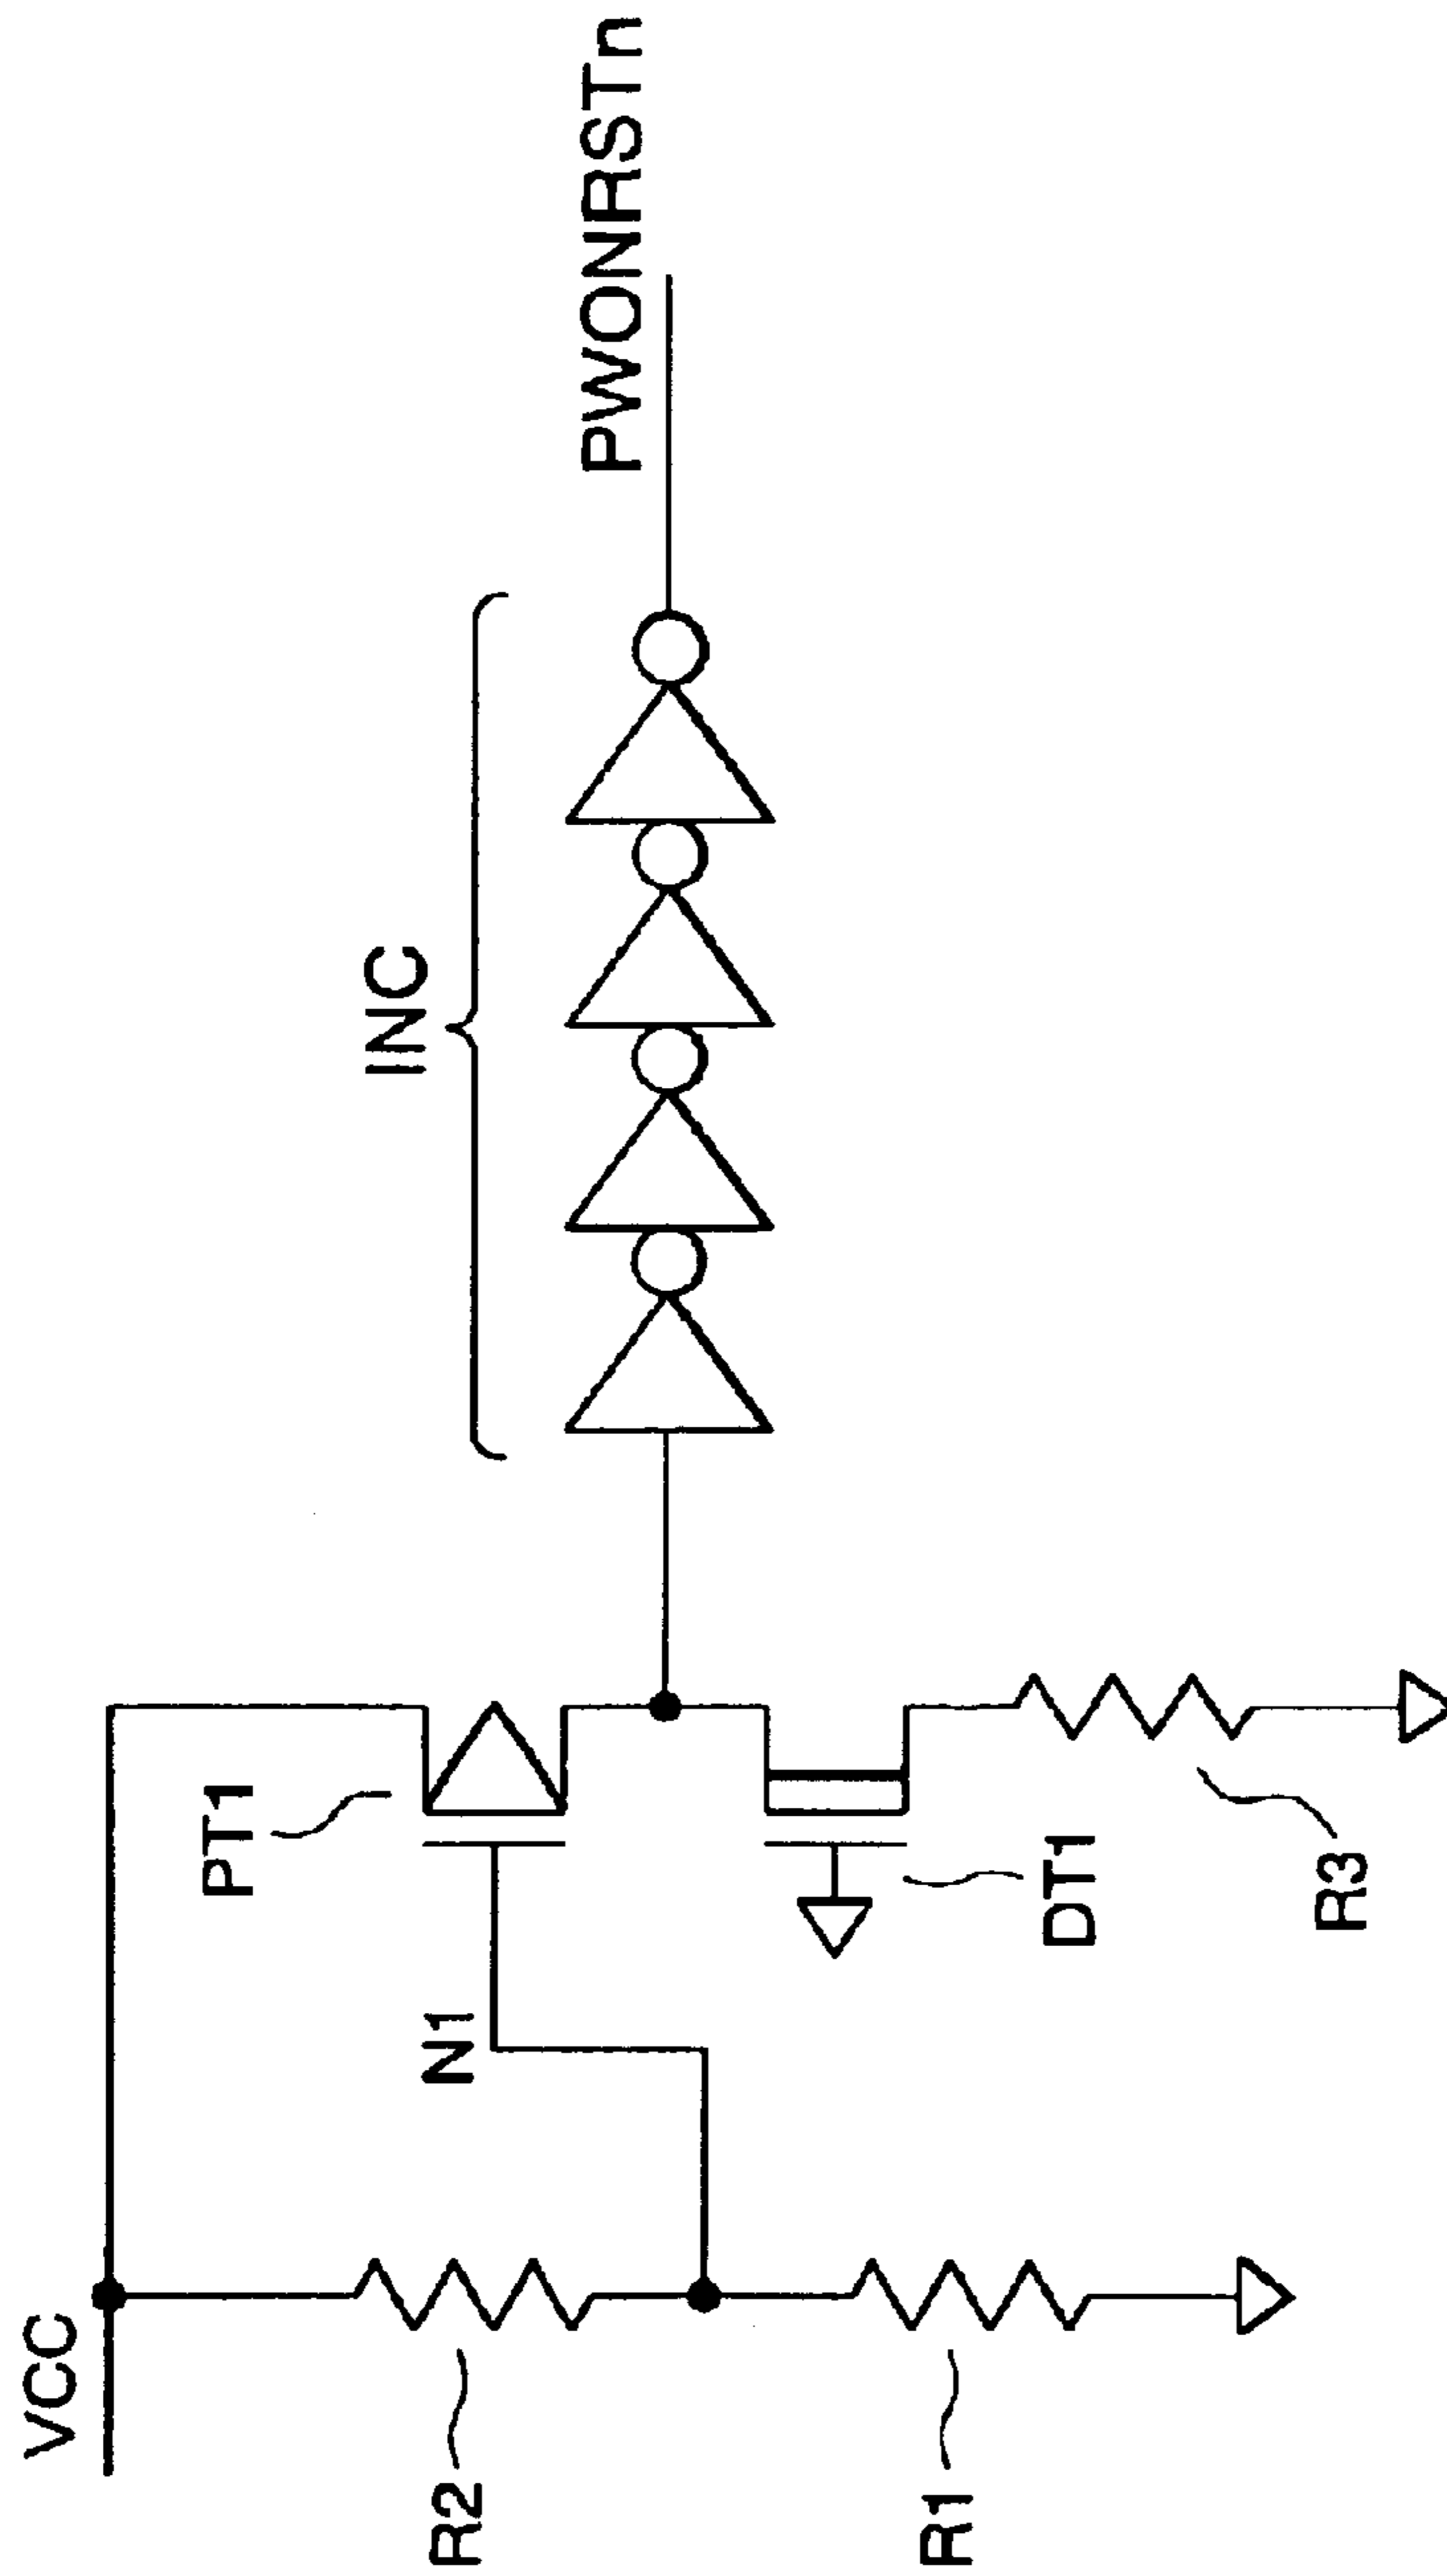 VCC
R2
R1
N1
PT1
DT1
R3
INC
PWONRSTn